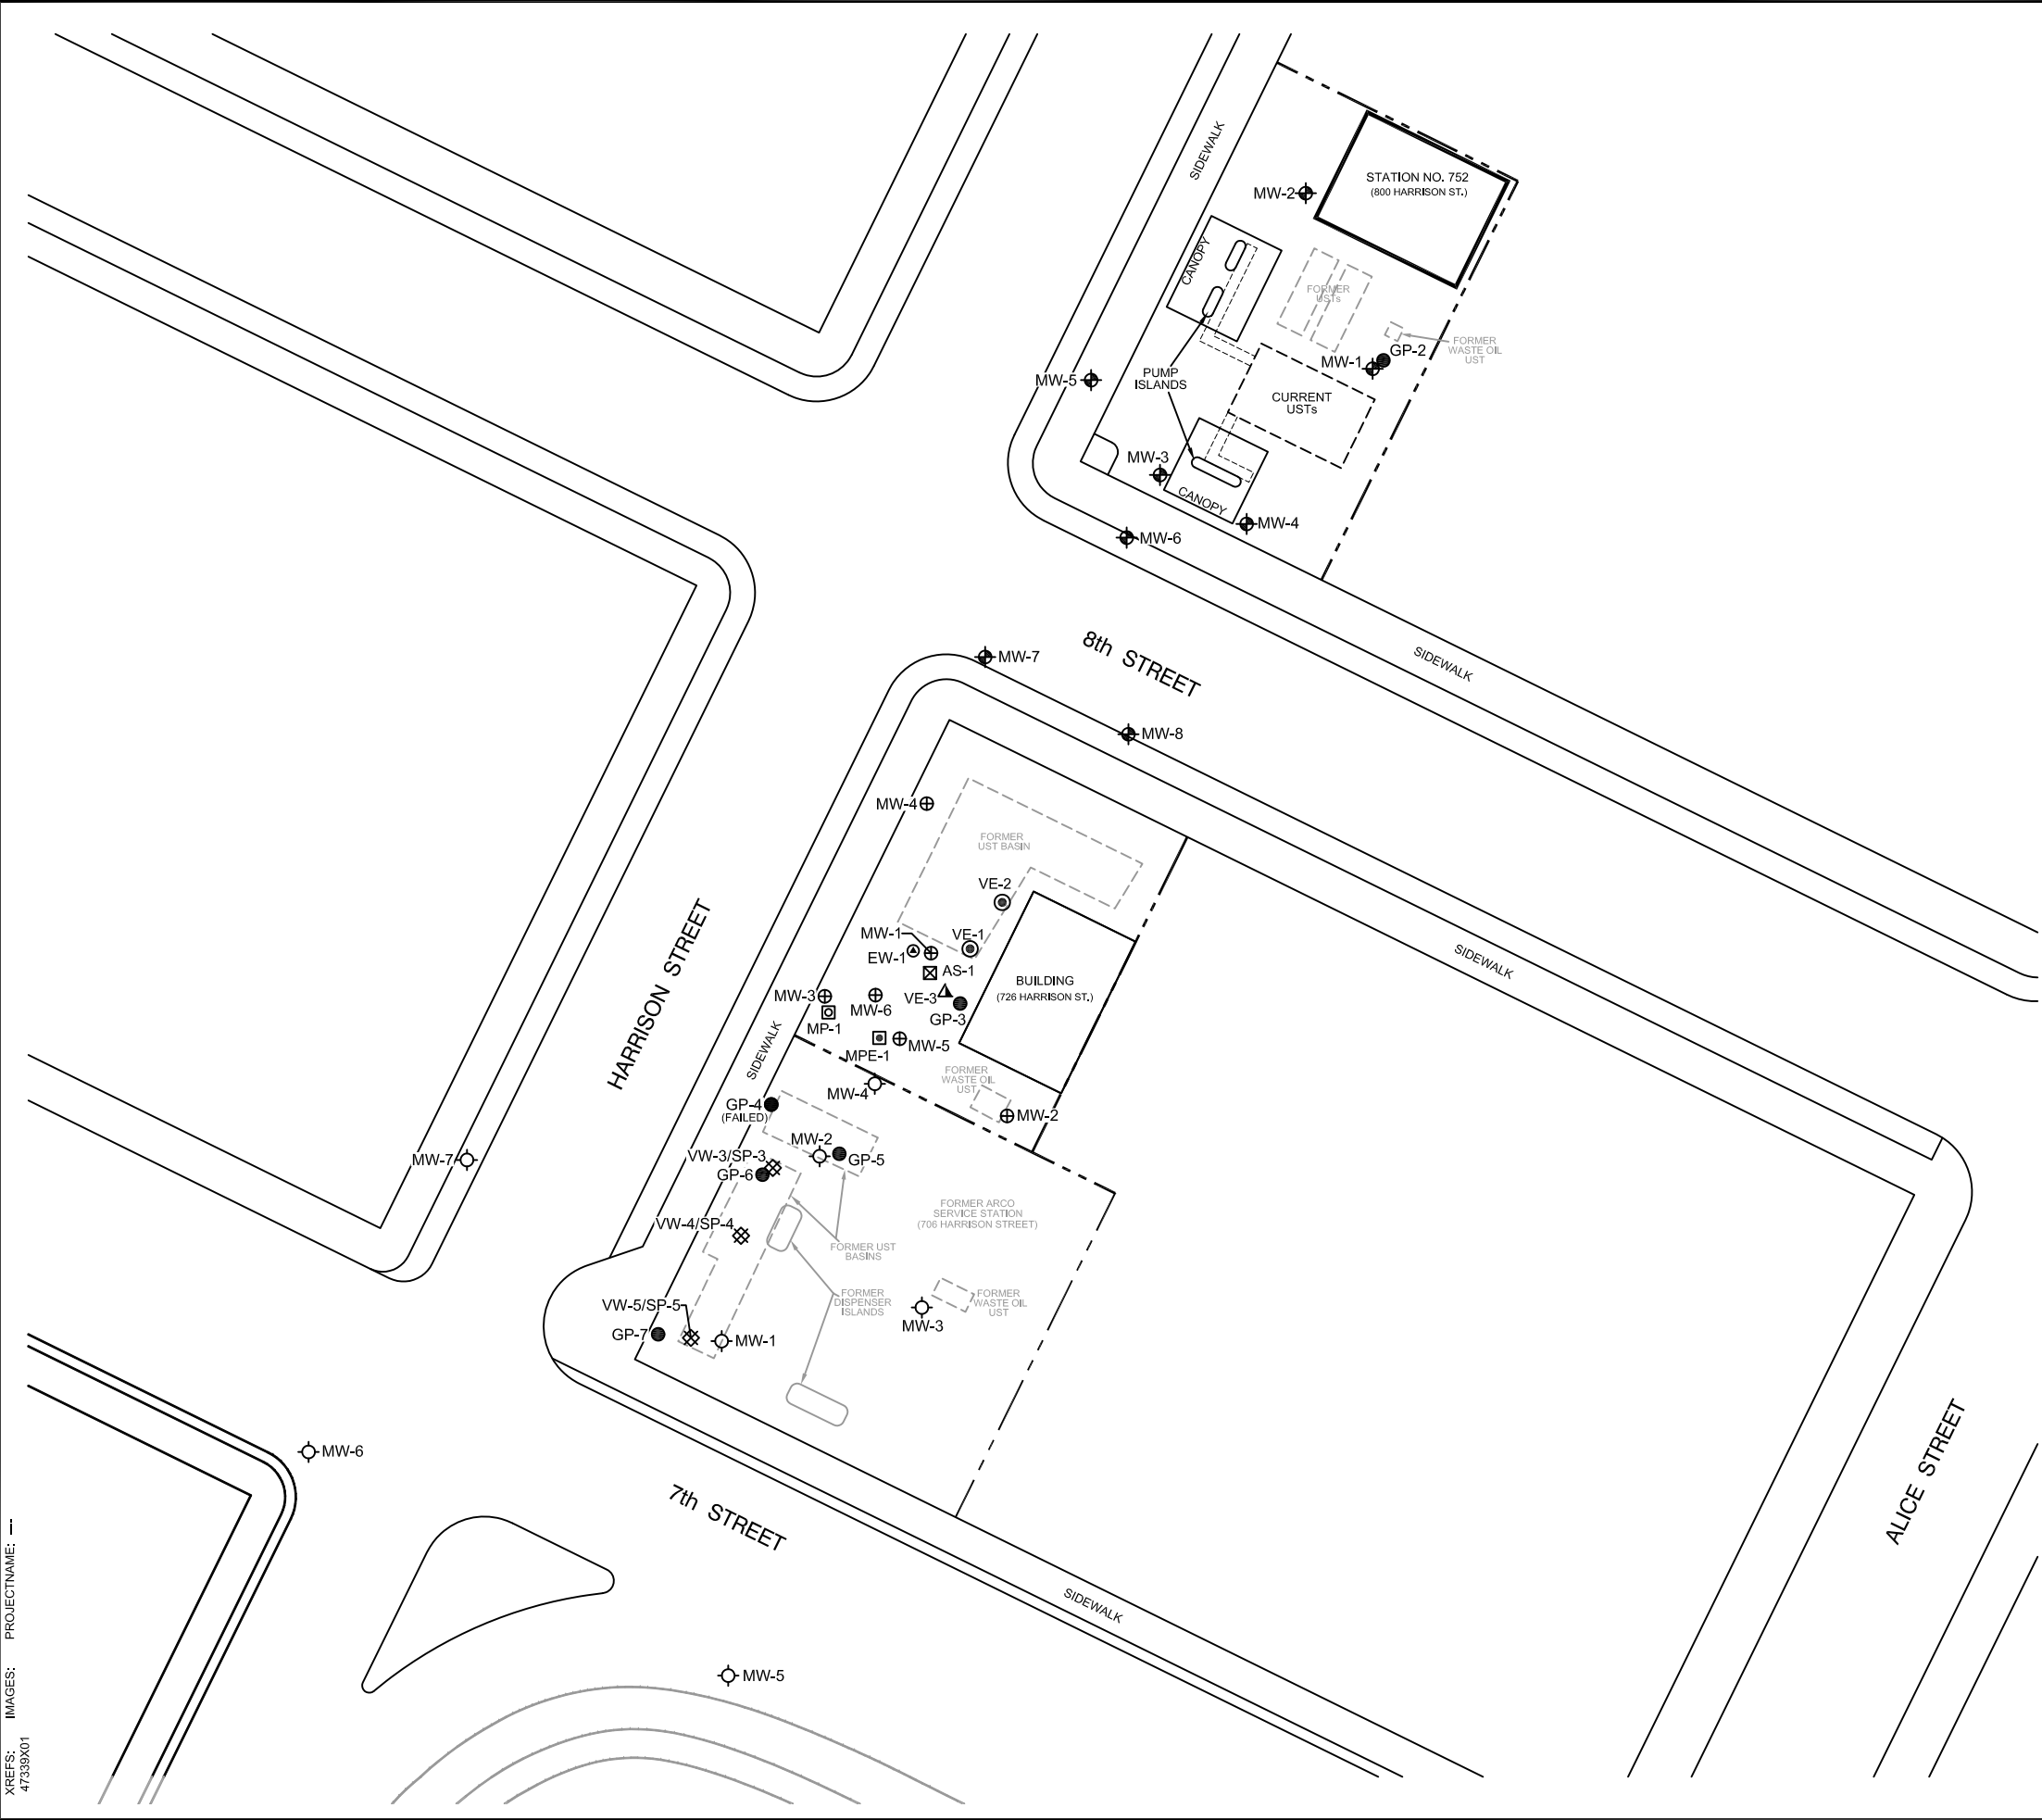 SIDEWALK
STATION NO. 752
(800 HARRISON ST.)
MW-2
CANOPY
FORMER
USTs
FORMER
WASTE OIL
UST
GP-2
MW-1
MW-5
PUMP
ISLANDS
CURRENT
USTs
MW-3
CANOPY
MW-4
MW-6
8th STREET
SIDEWALK
MW-7
MW-8
MW-4
FORMER
UST BASIN
VE-2
HARRISON STREET
MW-1
VE-1
EW-1
AS-1
SIDEWALK
BUILDING
(726 HARRISON ST.)
MW-3
MW-6
VE-3
GP-3
MP-1
MPE-1
MW-5
SIDEWALK
FORMER
WASTE OIL
UST
MW-4
GP-4
(FAILED)
MW-2
MW-2
VW-3/SP-3
GP-5
GP-6
MW-7
FORMER ARCO
SERVICE STATION
(706 HARRISON STREET)
VW-4/SP-4
FORMER UST
BASINS
FORMER
DISPENSER
ISLANDS
FORMER
WASTE OIL
UST
VW-5/SP-5
MW-3
GP-7
MW-1
MW-6
7th STREET
ALICE STREET
SIDEWALK
MW-5
XREFS: IMAGES: PROJECTNAME: ---
47339X01